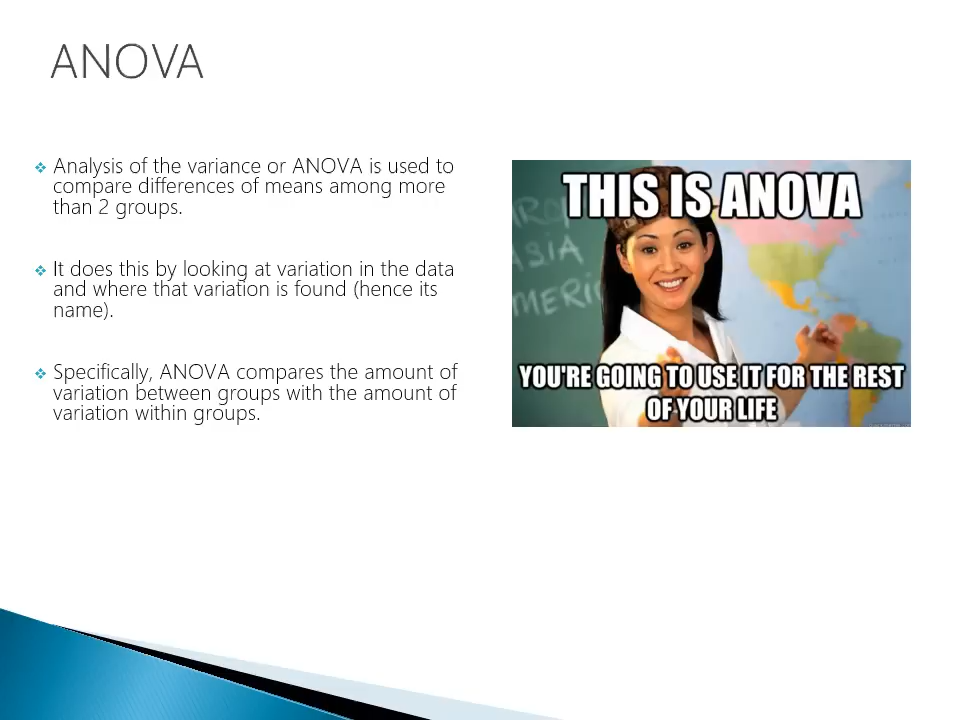 ANOVA
Analysis of the variance or ANOVA is used to
compare differences of means among more
than 2 groups.
It does this by looking at variation in the data
and where that variation is found (hence its
name).
Specifically, ANOVA compares the amount of
variation between groups with the amount of
variation within groups.
THIS IS ANOVA
ASIA
YOU'RE GOING TO USE IT FOR THE REST
OF YOUR LIFE